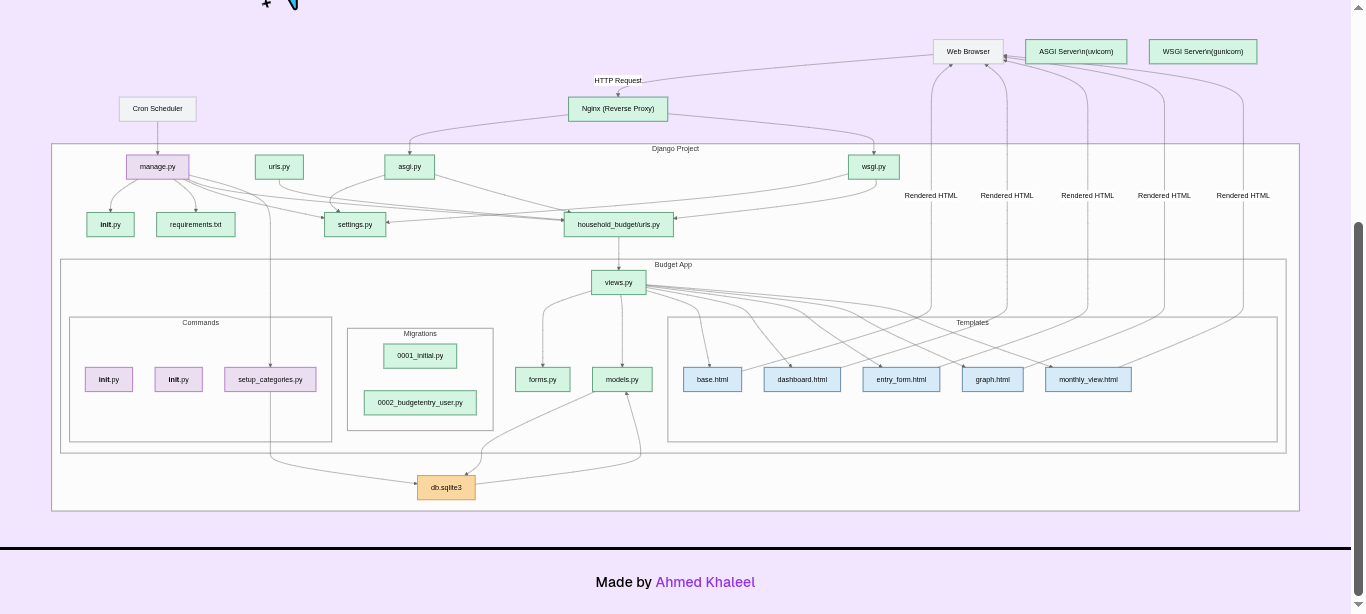 Web Browser
ASGI Server\n(uvicorn)
WSGI Server\n(gunicorn)
HTTP Request
Cron Scheduler
Nginx (Reverse Proxy)
Django Project
manage.py
urls.py
asgi.py
wsgi.py
Rendered HTML
Rendered HTML
Rendered HTML
Rendered HTML
Rendered HTML
init.py
requirements.txt
settings.py
household_budget/urls.py
Budget App
views.py
Commands
Migrations
Templates
0001_initial.py
init.py
init.py
setup_categories.py
forms.py
models.py
base.html
dashboard.html
entry_form.html
graph.html
monthly_view.html
0002_budgetentry_user.py
db.sqlite3
Made by Ahmed Khaleel